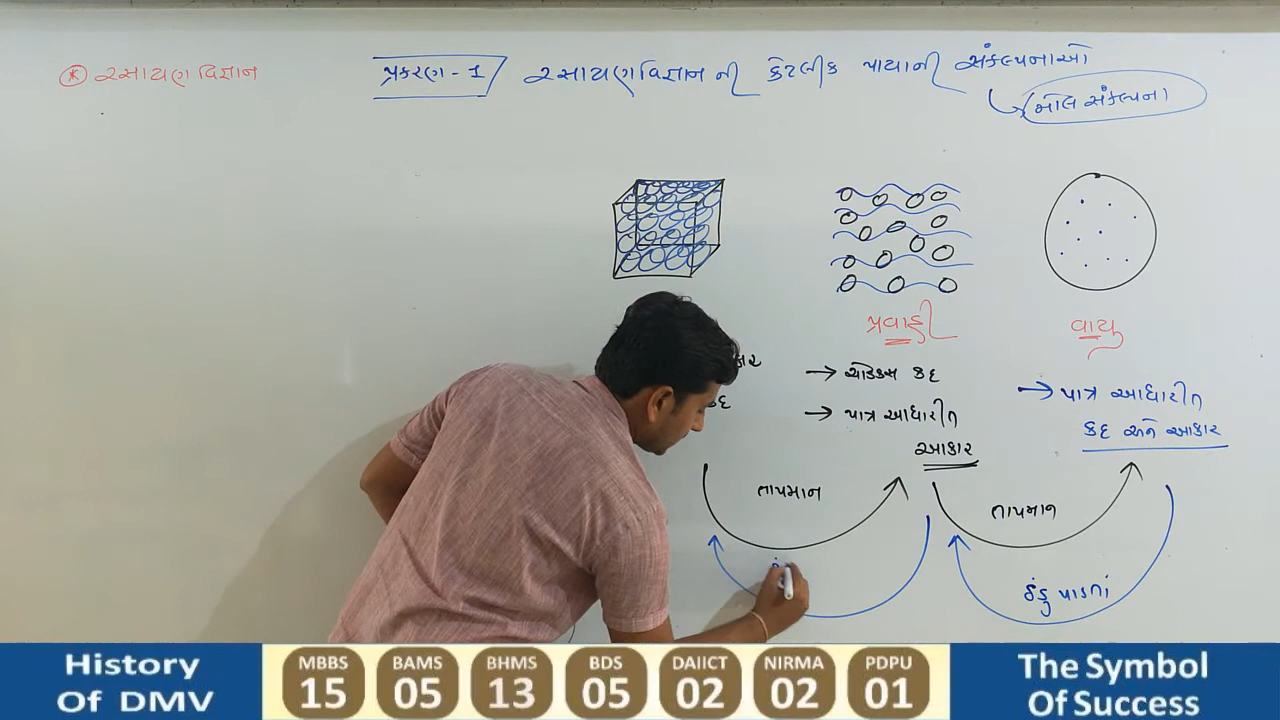 * રસાયણ વિજ્ઞાન
પ્રકરણ - 1 રસાયણ વિજ્ઞાન ની કેટલીક પાયાની સંકલ્પનાઓ
મોલ સંકલ્પના
પ્રવાહી
વાયુ
→ ચોક્કસ કદ
→ પાત્ર આધારીત
આકાર
→ પાત્ર આધારીત
કદ અને આકાર
તાપમાન
તાપમાન
ઠંડુ પાડતાં
History
Of DMV
MBBS
15
BAMS
05
BHMS
13
BDS
05
DAIICT
02
NIRMA
02
PDPU
01
The Symbol
Of Success